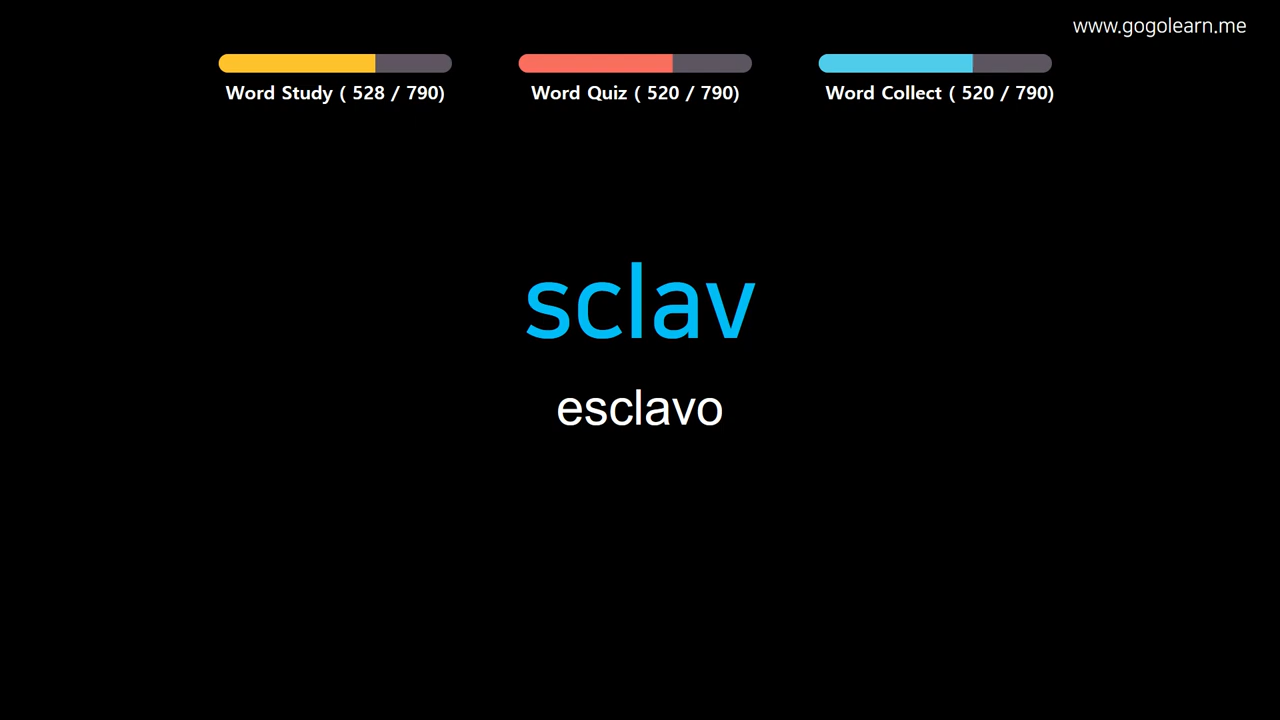 www.gogolearn.me
Word Study ( 528 / 790)
Word Quiz ( 520 / 790)
Word Collect ( 520 / 790)
sclav
esclavo